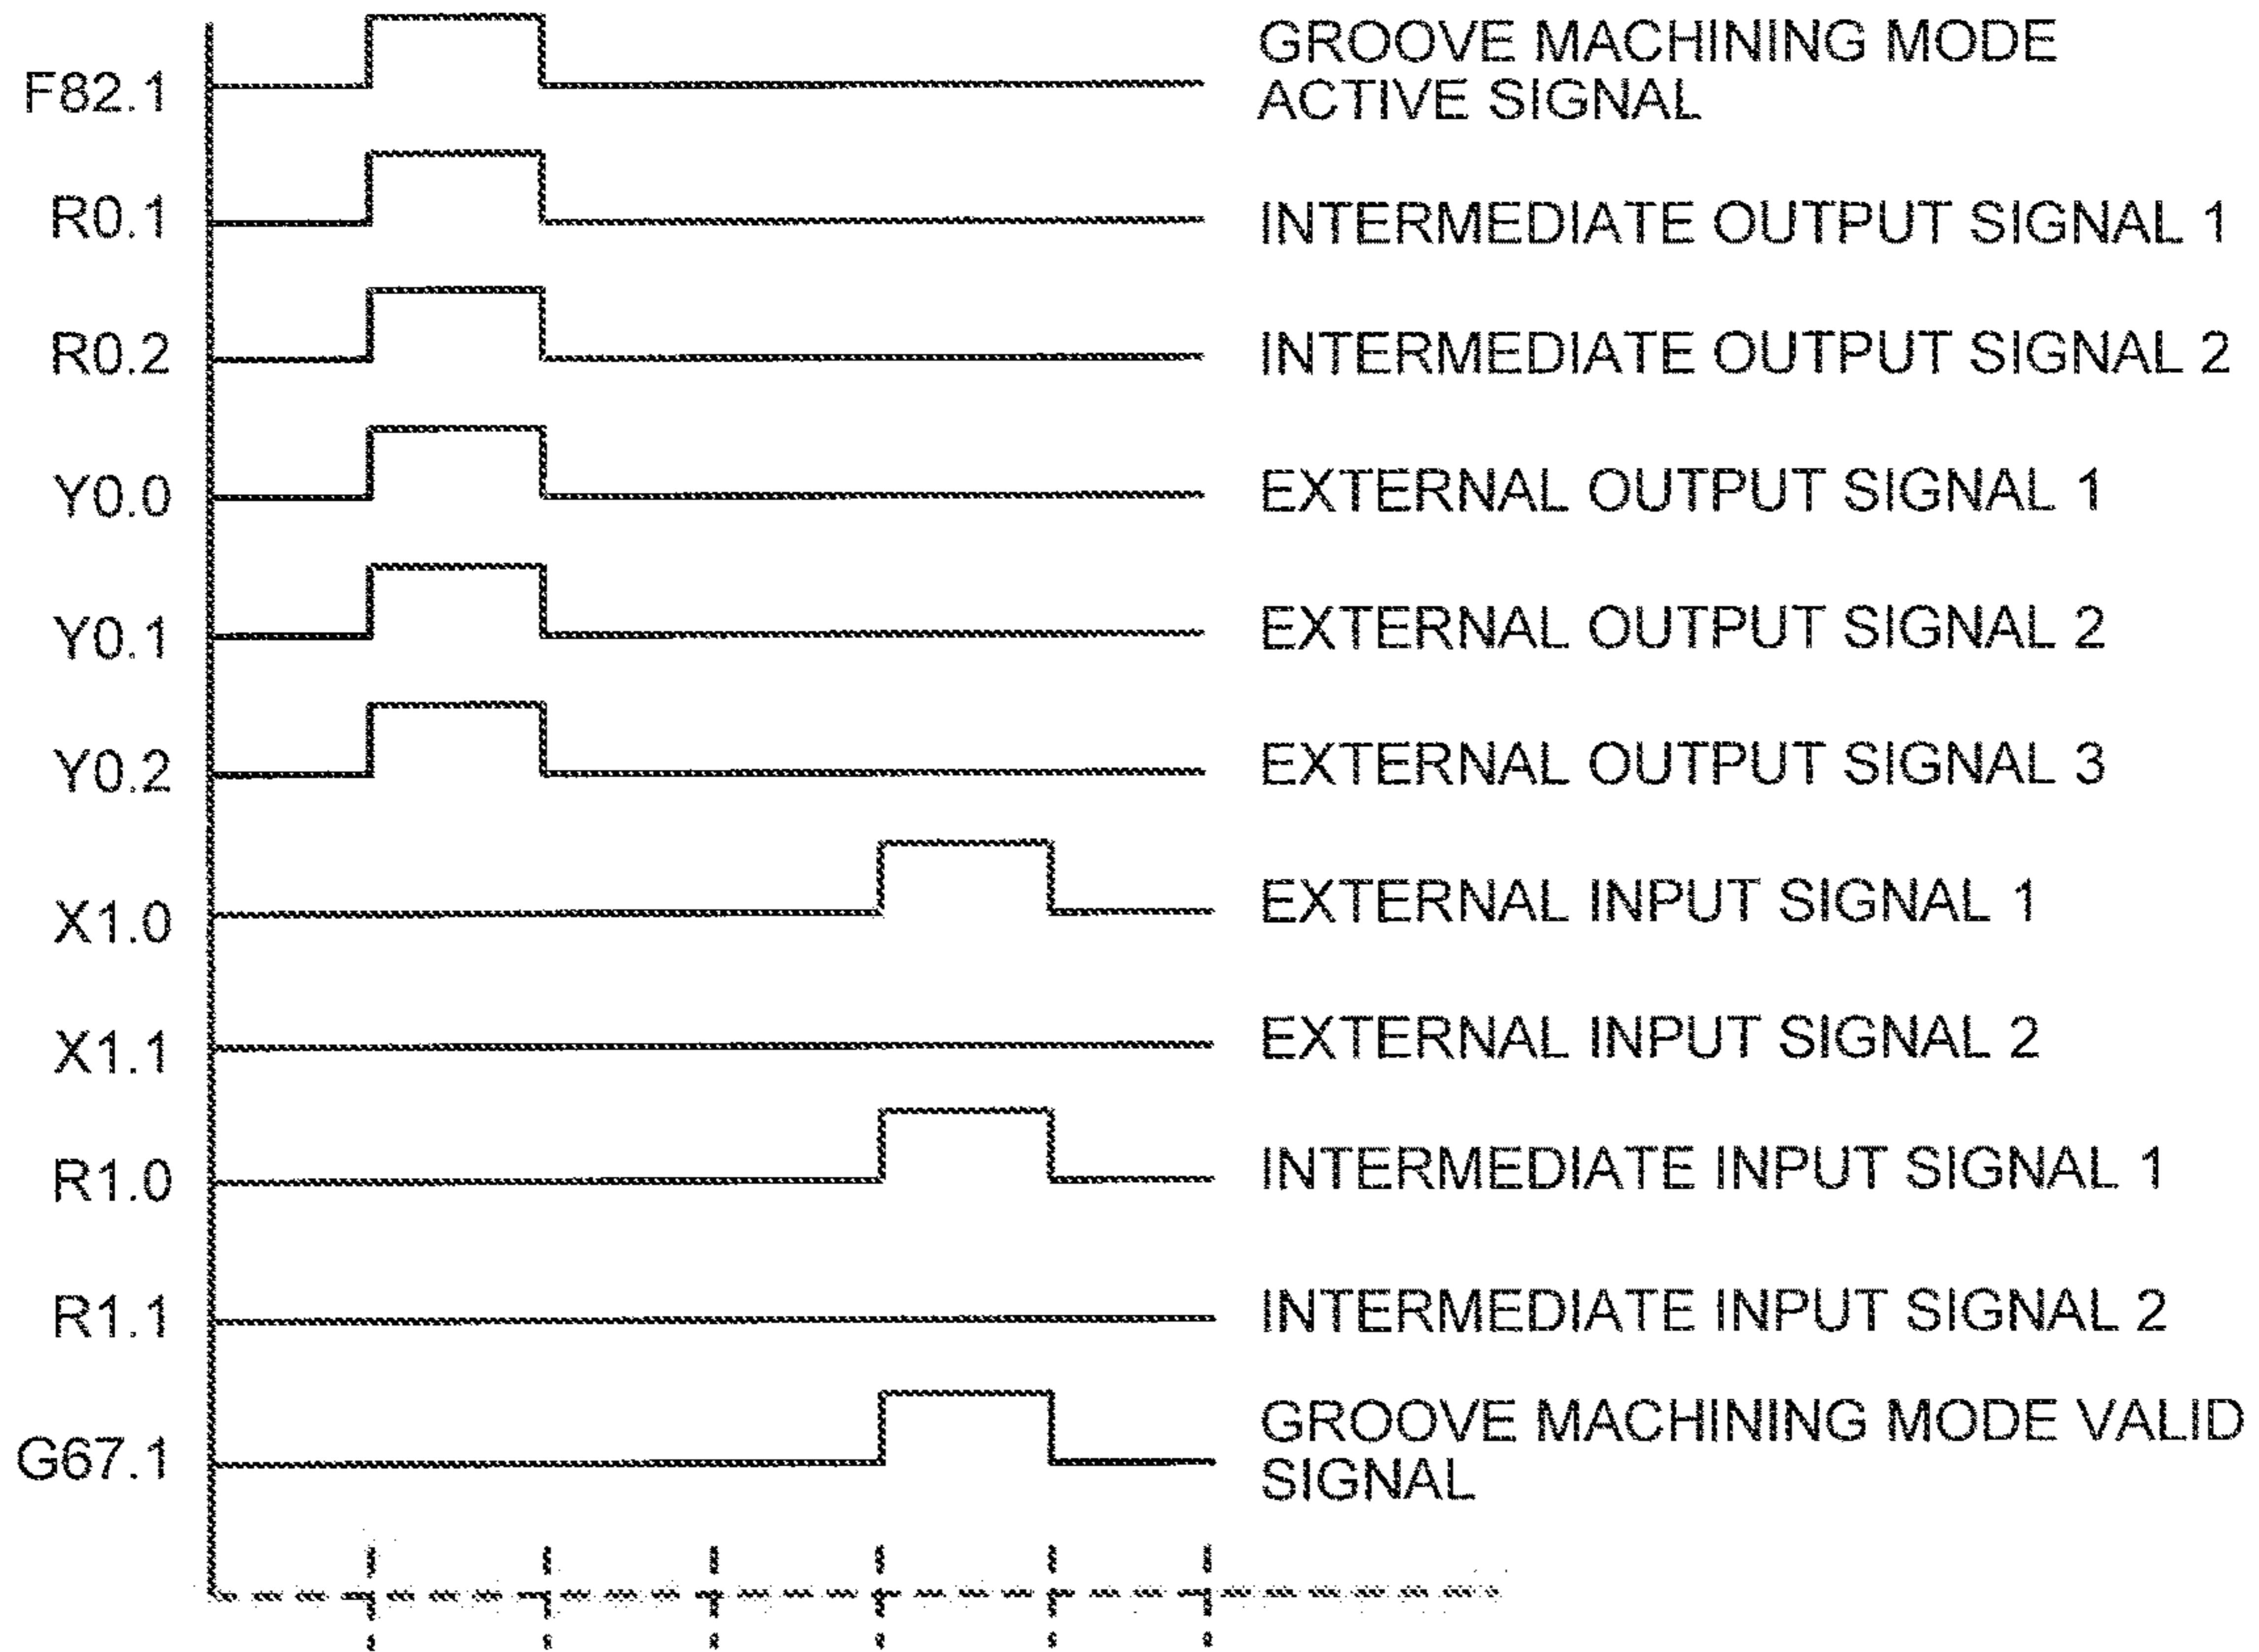 F82.1 GROOVE MACHINING MODE
ACTIVE SIGNAL
R0.1 INTERMEDIATE OUTPUT SIGNAL 1
R0.2 INTERMEDIATE OUTPUT SIGNAL 2
Y0.0 EXTERNAL OUTPUT SIGNAL 1
Y0.1 EXTERNAL OUTPUT SIGNAL 2
Y0.2 EXTERNAL OUTPUT SIGNAL 3
X1.0 EXTERNAL INPUT SIGNAL 1
X1.1 EXTERNAL INPUT SIGNAL 2
R1.0 INTERMEDIATE INPUT SIGNAL 1
R1.1 INTERMEDIATE INPUT SIGNAL 2
G67.1 GROOVE MACHINING MODE VALID
SIGNAL